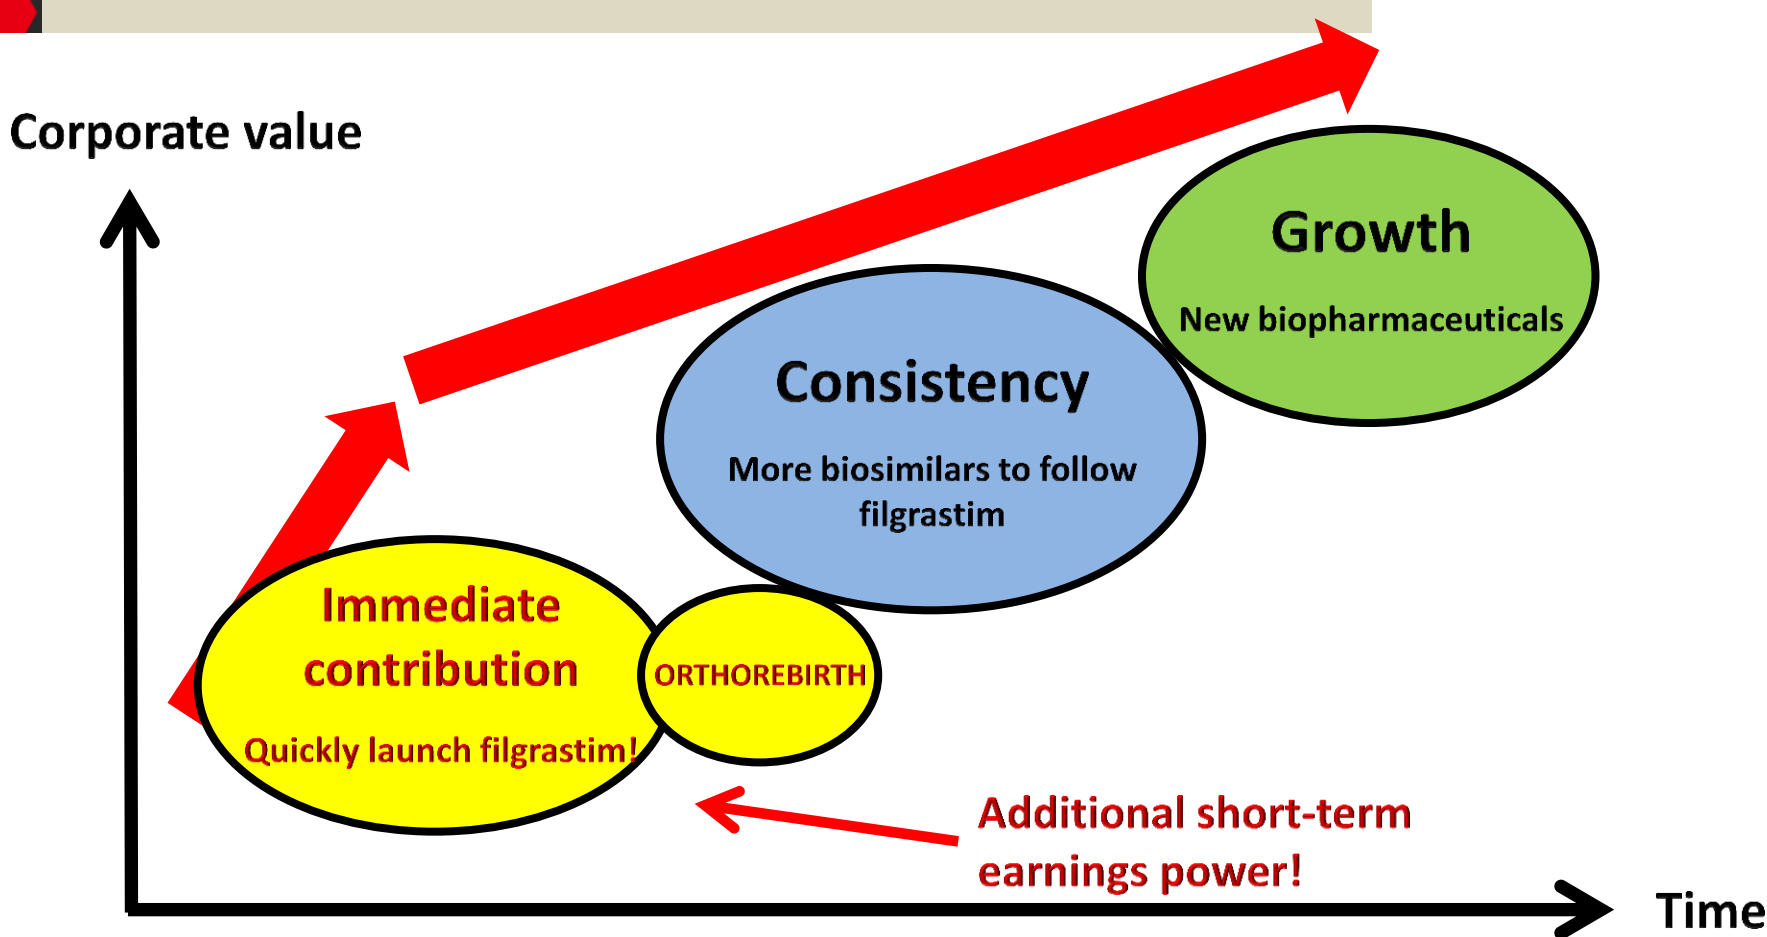 Corporate value
Growth
New biopharmaceuticals
Consistency
More biosimilars to follow
filgrastim
Immediate
contribution
Quickly launch filgrastim!
ORTHOREBIRTH
Additional short-term
earnings power!
Time